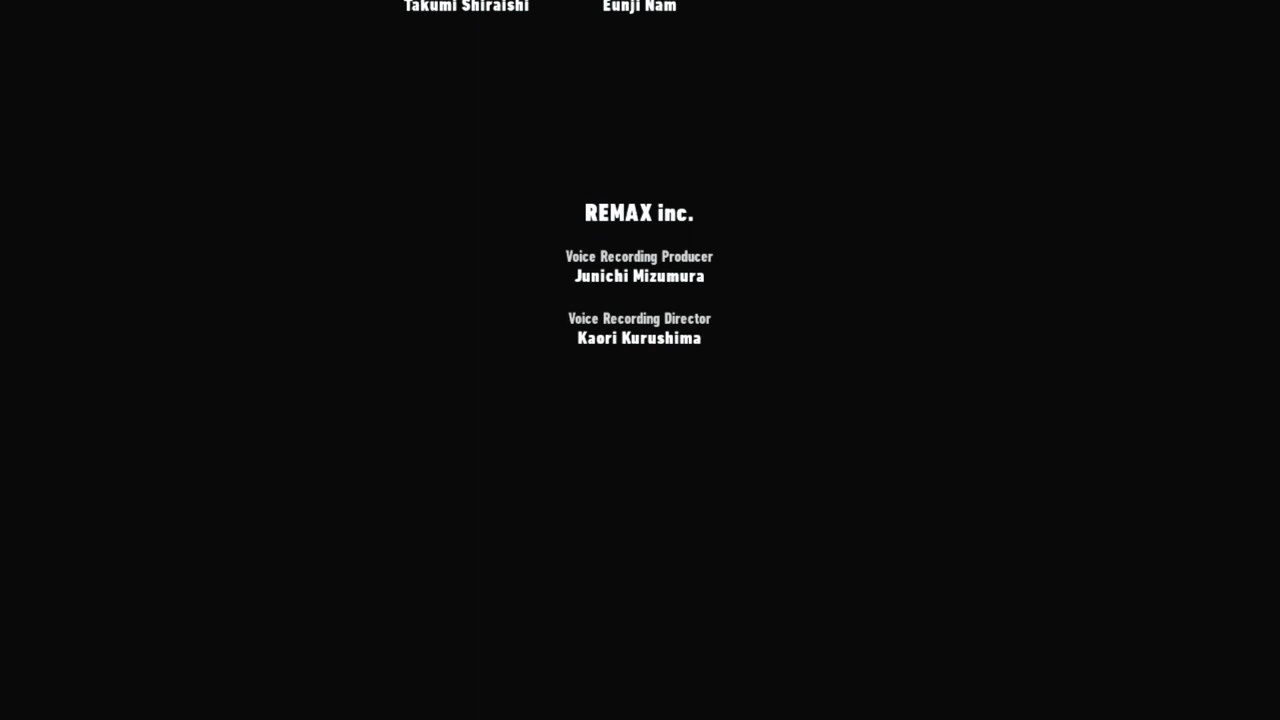 Takumi Shiraishi Eunji Nam
REMAX inc.
Voice Recording Producer
Junichi Mizumura
Voice Recording Director
Kaori Kurushima